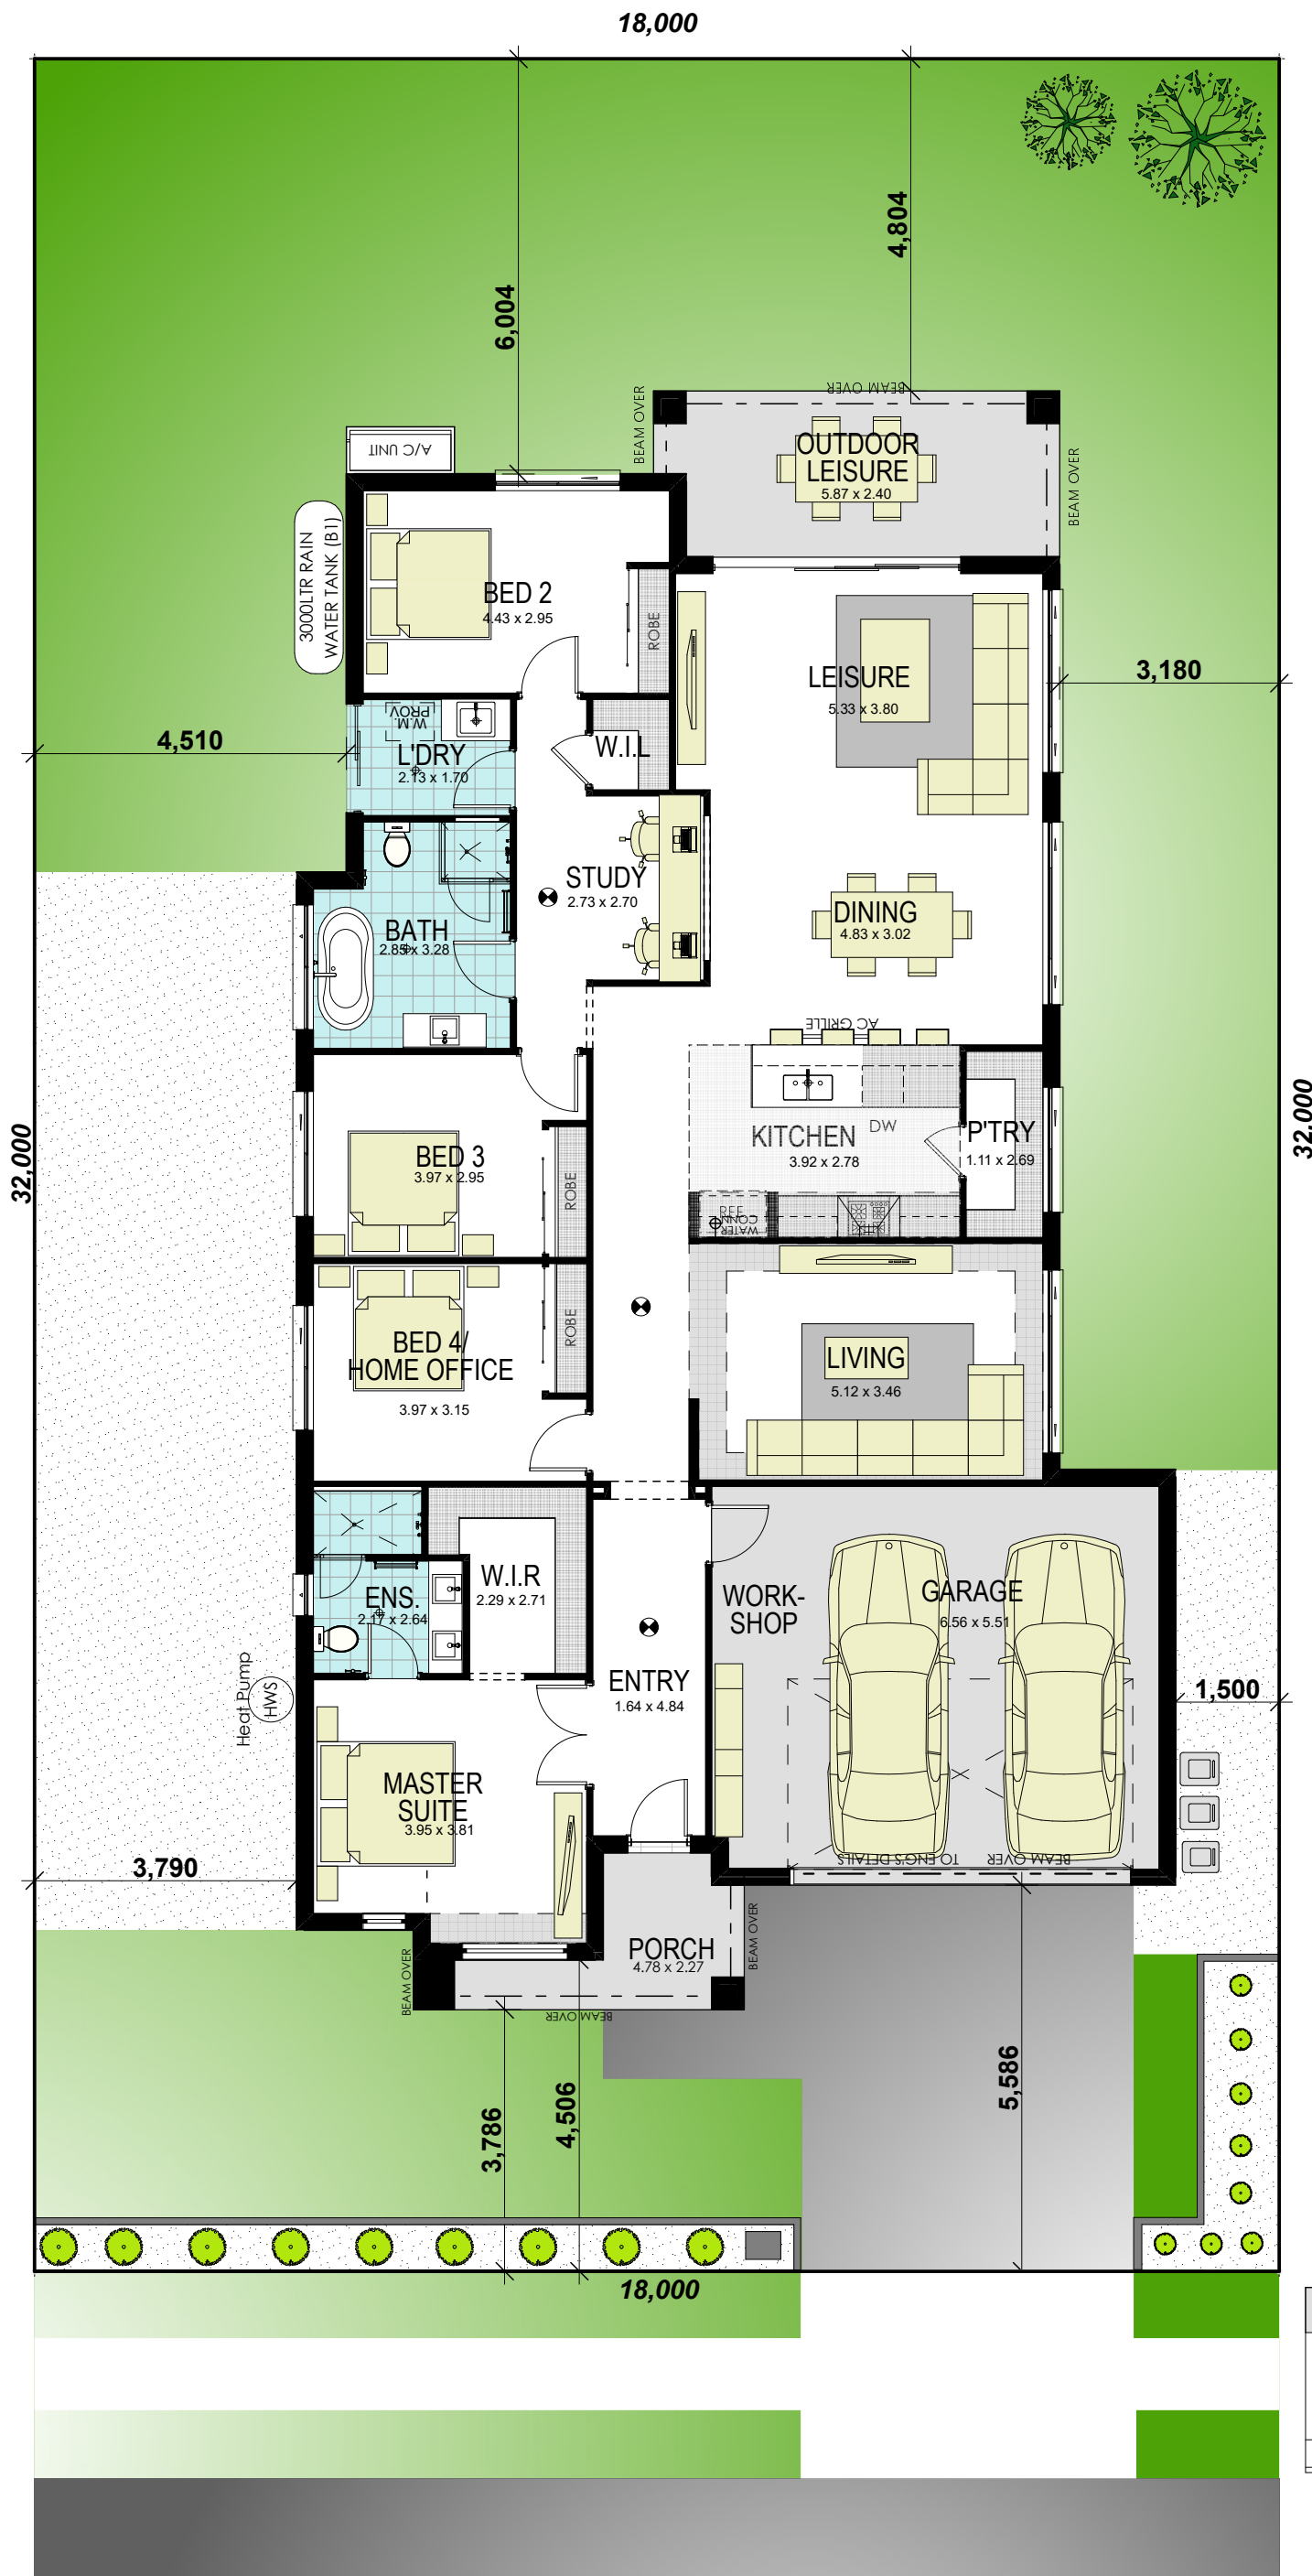 18,000
4,804
6,004
BEAM OVER
BEAM OVER
BEAM OVER
OUTDOOR
LEISURE
5.87 x 2.40
A/C UNIT
3000LTR RAIN
WATER TANK (B1)
BED 2
4.43 x 2.95
ROBE
LEISURE
5.33 x 3.80
3,180
4,510
W.M.
PROV
L'DRY
2.13 x 1.70
W.I.L
STUDY
2.73 x 2.70
DINING
4.83 x 3.02
BATH
2.85 x 3.28
AC GRILLE
KITCHEN
3.92 x 2.78
DW
P'TRY
1.11 x 2.69
32,000
32,000
BED 3
3.97 x 2.95
ROBE
REF
WATER
CONN
BED 4/
HOME OFFICE
3.97 x 3.15
ROBE
LIVING
5.12 x 3.46
W.I.R
2.29 x 2.71
ENS.
2.17 x 2.64
WORK-
SHOP
GARAGE
6.56 x 5.51
ENTRY
1.64 x 4.84
Heat Pump
HWS
1,500
MASTER
SUITE
3.95 x 3.81
3,790
BEAM OVER
TO ENG'S DETAILS
PORCH
4.78 x 2.27
BEAM OVER
BEAM OVER
BEAM OVER
3,786
4,506
5,586
18,000